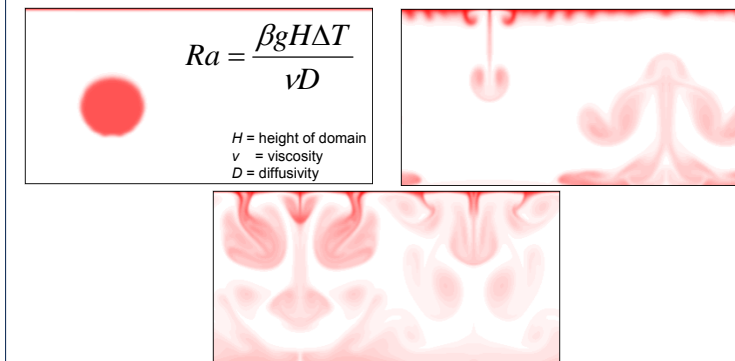 Ra = βgHΔT / νD
H = height of domain
ν = viscosity
D = diffusivity